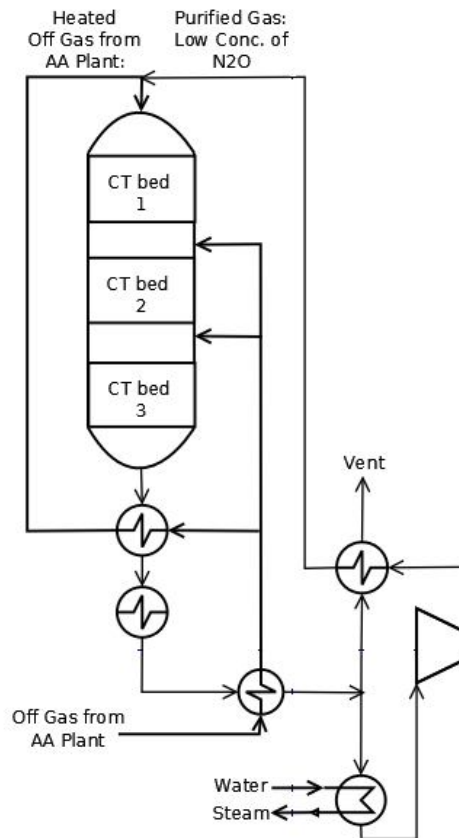 Heated
Off Gas from
AA Plant:
Purified Gas:
Low Conc. of
N2O
CT bed
1
CT bed
2
CT bed
3
Vent
Off Gas from
AA Plant
Water
Steam